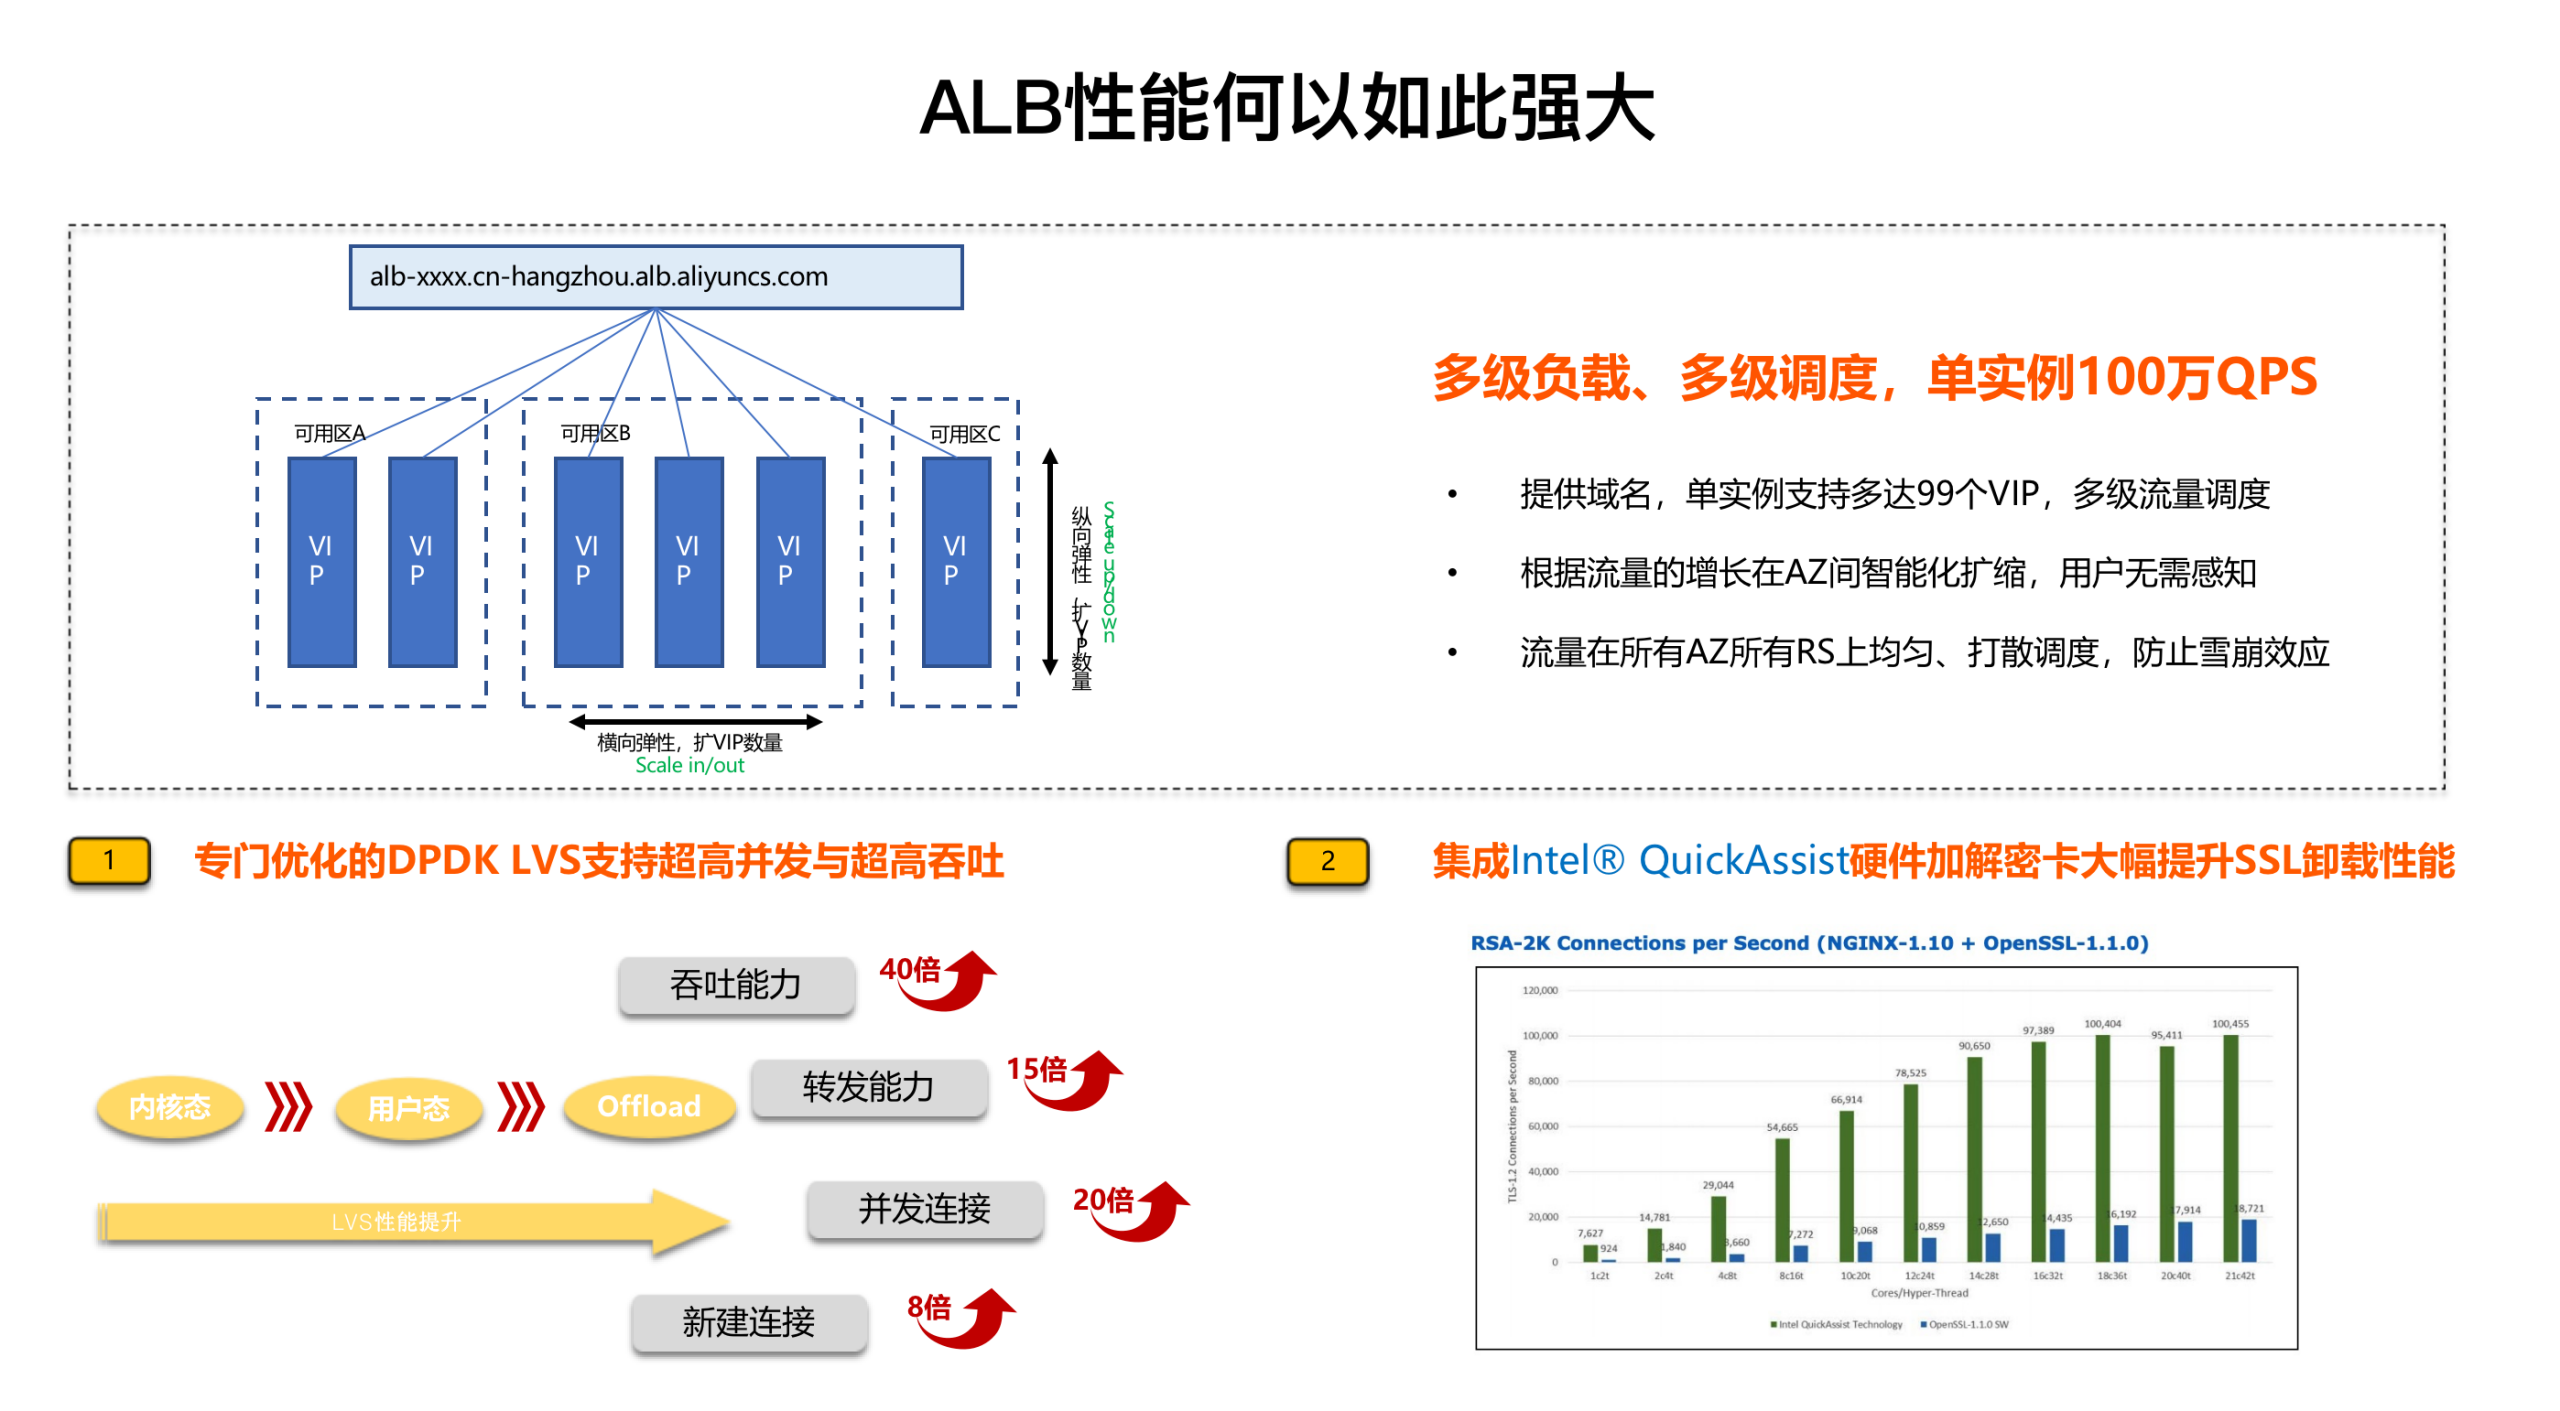 ALB性能何以如此强大
alb-xxxx.cn-hangzhou.alb.aliyuncs.com
可用区A
可用区B
可用区C
VI
P
VI
P
VI
P
VI
P
VI
P
VI
P
纵向弹性,扩VIP数量
Scale up/down
横向弹性，扩VIP数量
Scale in/out
多级负载、多级调度，单实例100万QPS
• 提供域名，单实例支持多达99个VIP，多级流量调度
• 根据流量的增长在AZ间智能化扩缩，用户无需感知
• 流量在所有AZ所有RS上均匀、打散调度，防止雪崩效应
1
专门优化的DPDK LVS支持超高并发与超高吞吐
吞吐能力
40倍
内核态
用户态
Offload
转发能力
15倍
LVS性能提升
并发连接
20倍
新建连接
8倍
2
集成Intel® QuickAssist硬件加解密卡大幅提升SSL卸载性能
RSA-2K Connections per Second (NGINX-1.10 + OpenSSL-1.1.0)
TLS-1.2 Connections per Second
120,000
100,000
80,000
60,000
40,000
20,000
0
7,627
924
14,781
1,840
29,044
3,660
54,665
7,272
66,914
9,068
78,525
10,859
90,650
12,650
97,389
14,435
100,404
16,192
95,411
17,914
100,455
18,721
1c2t
2c4t
4c8t
8c16t
10c20t
12c24t
14c28t
16c32t
18c36t
20c40t
21c42t
Cores/Hyper-Thread
Intel QuickAssist Technology
OpenSSL-1.1.0 SW